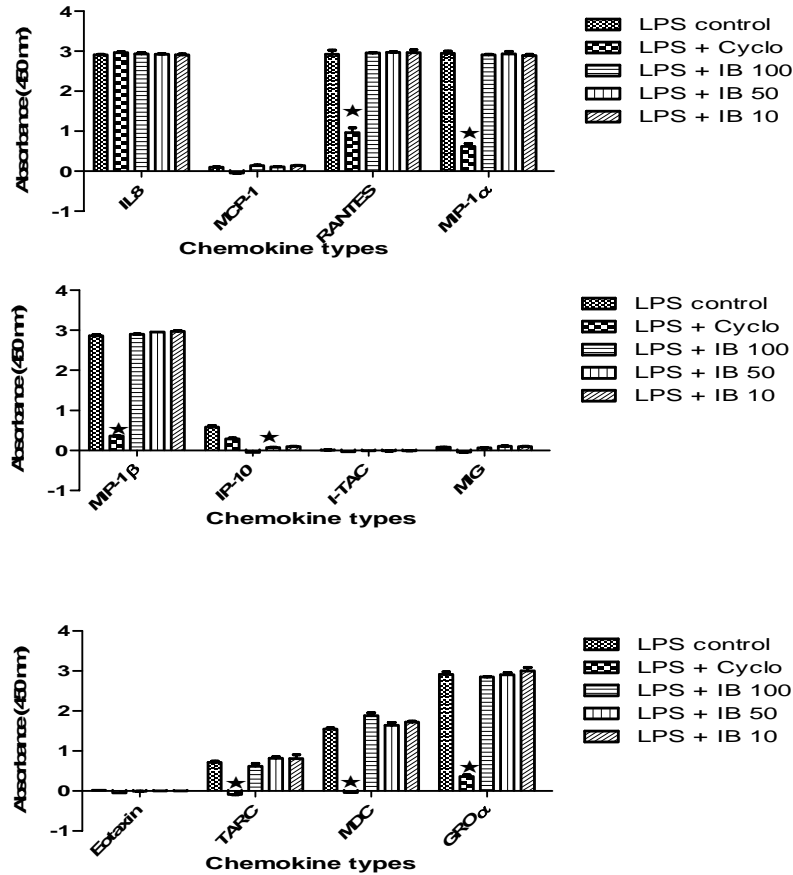 Absorbance (450 nm)
4
3
2
1
0
-1
IL8
MCP-1
RANTES
MIP-1α
Chemokine types
LPS control
LPS + Cyclo
LPS + IB 100
LPS + IB 50
LPS + IB 10
Absorbance (450 nm)
4
3
2
1
0
-1
MIP-1β
IP-10
I-TAC
MIG
Chemokine types
LPS control
LPS + Cyclo
LPS + IB 100
LPS + IB 50
LPS + IB 10
Absorbance (450 nm)
4
3
2
1
0
-1
Eotaxin
TARC
MDC
GROα
Chemokine types
LPS control
LPS + Cyclo
LPS + IB 100
LPS + IB 50
LPS + IB 10